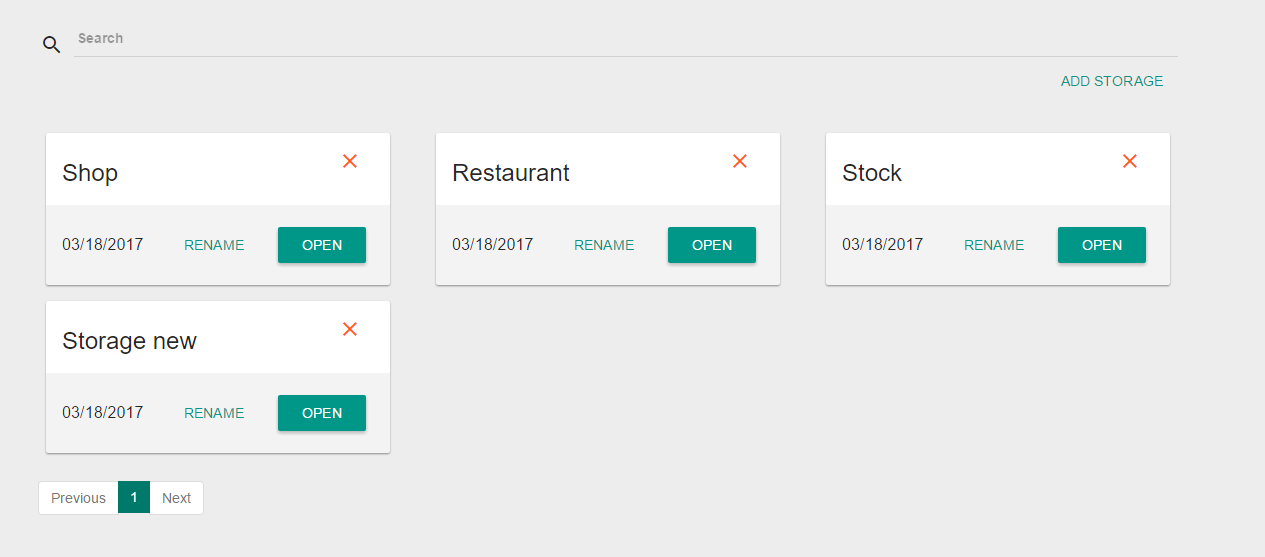 Search
ADD STORAGE
Shop
Restaurant
Stock
03/18/2017 RENAME OPEN
03/18/2017 RENAME OPEN
03/18/2017 RENAME OPEN
Storage new
03/18/2017 RENAME OPEN
Previous 1 Next